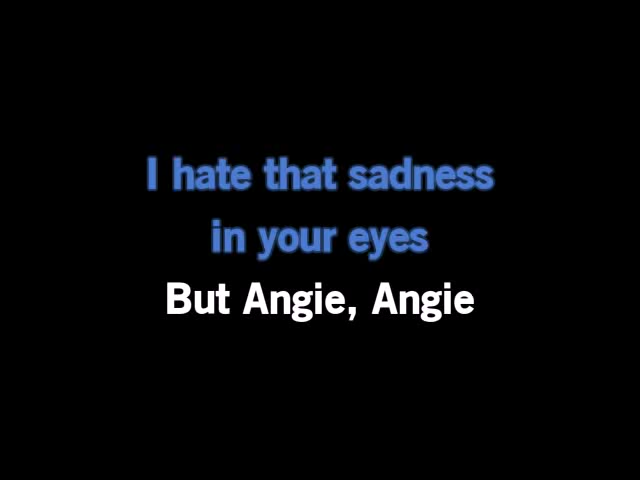 I hate that sadness
in your eyes
But Angie, Angie